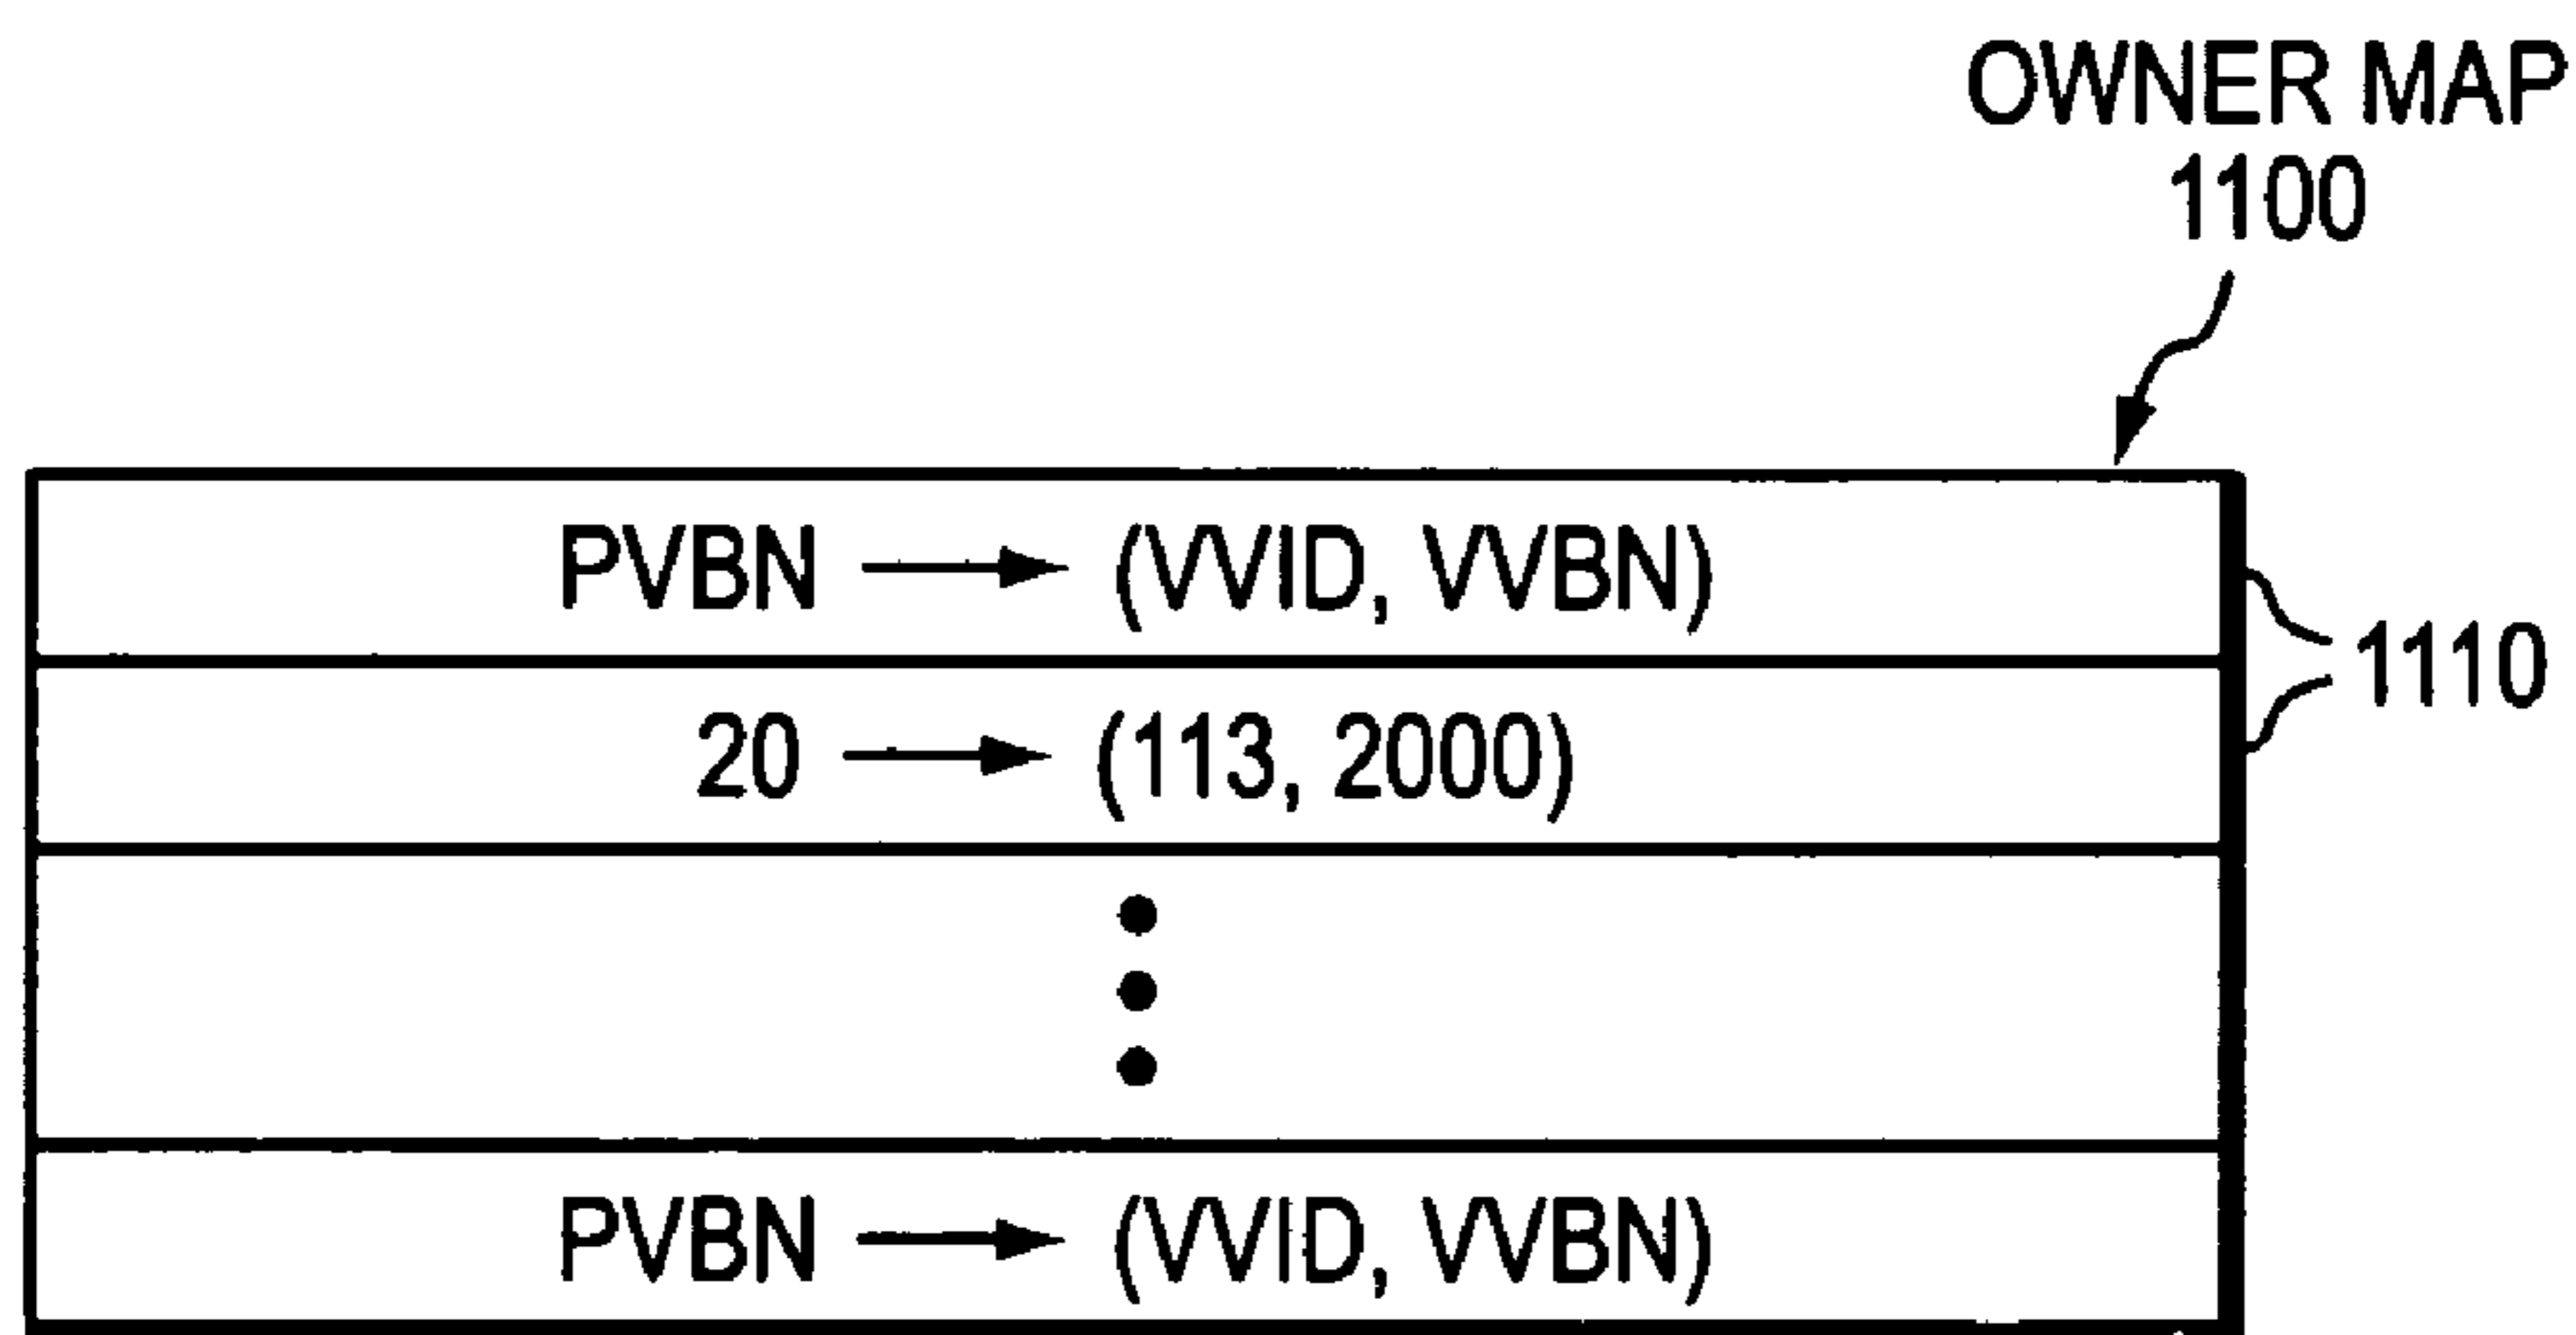 OWNER MAP
1100
PVBN → (VVID, VVBN)
1110
20 → (113, 2000)
PVBN → (VVID, VVBN)